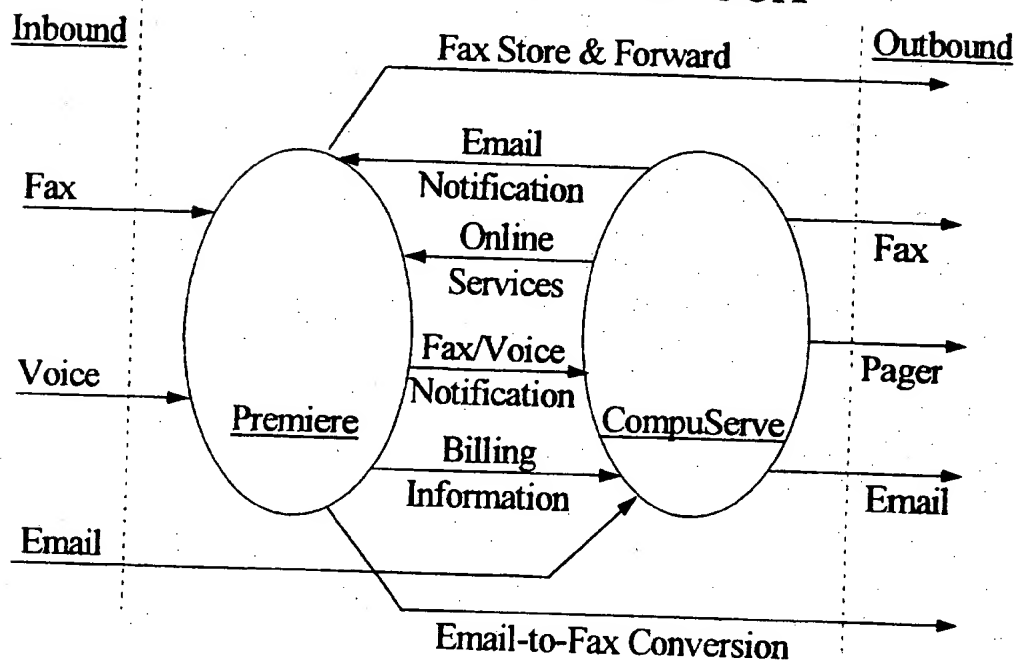 Inbound
Outbound
Fax Store & Forward
Email
Notification
Fax
Online
Services
Fax
Voice
Fax/Voice
Notification
Pager
Premiere
CompuServe
Billing
Information
Email
Email
Email-to-Fax Conversion